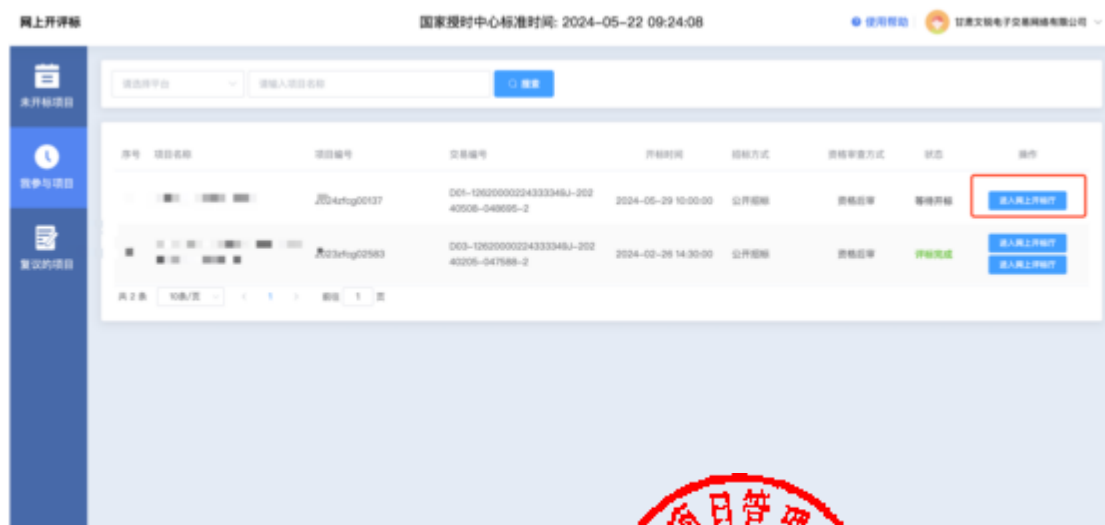 网上开评标
国家授时中心标准时间: 2024-05-22 09:24:08
使用帮助
甘肃文锐电子交易网络有限公司
未开标项目
我参与项目
复议的项目
请选择平台
请输入项目名称
搜索
序号 项目名称 项目编号 交易编号 开标时间 招标方式 资格审查方式 状态 操作
D01-12620000224333349J-202
2024zfcg00137 2024-05-29 10:00:00 公开招标 资格后审 等待开标 进入网上开标厅
40508-048695-2
D03-12620000224333349J-202
2023zfcg02583 2024-02-26 14:30:00 公开招标 资格后审 评标完成 进入网上开标厅
40205-047588-2
进入网上评标厅
共 2 条 10条/页 1 前往 1 页
项目管理